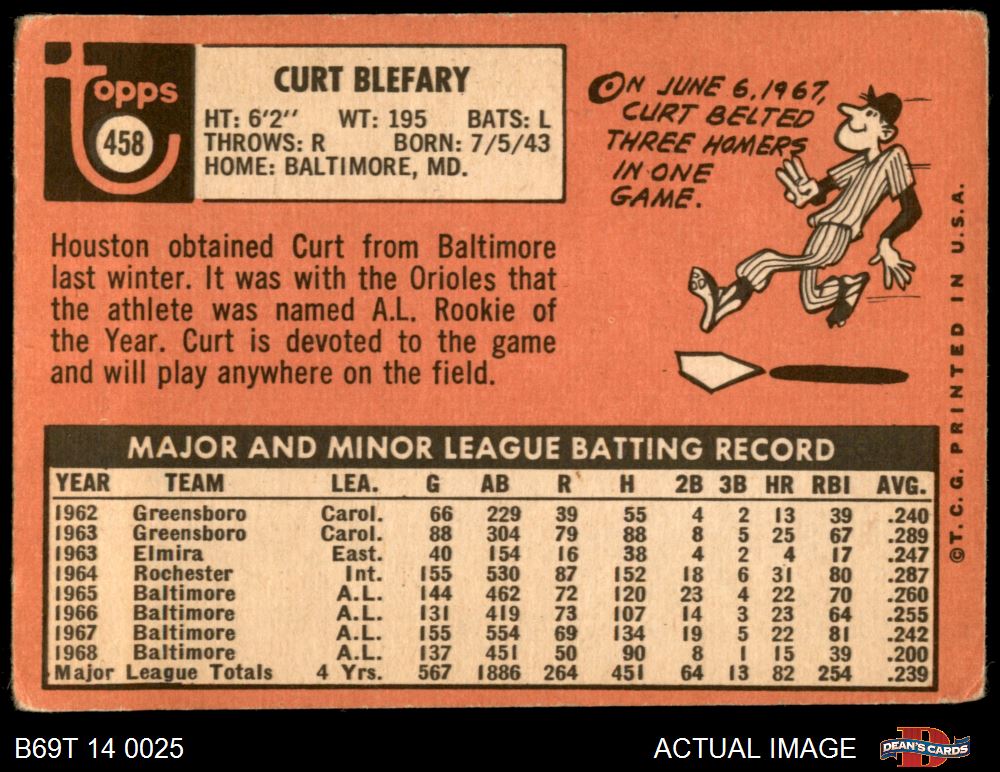 topps
458
CURT BLEFARY
HT: 6'2" WT: 195 BATS: L
THROWS: R BORN: 7/5/43
HOME: BALTIMORE, MD.
ON JUNE 6, 1967,
CURT BELTED
THREE HOMERS
IN ONE
GAME.
Houston obtained Curt from Baltimore
last winter. It was with the Orioles that
the athlete was named A.L. Rookie of
the Year. Curt is devoted to the game
and will play anywhere on the field.
©T. C. G. PRINTED IN U.S.A.
MAJOR AND MINOR LEAGUE BATTING RECORD
YEAR TEAM LEA. G AB R H 2B 3B HR RBI AVG.
1962 Greensboro Carol. 66 229 39 55 4 2 13 39 .240
1963 Greensboro Carol. 88 304 79 88 8 5 25 67 .289
1963 Elmira East. 40 154 16 38 4 2 4 17 .247
1964 Rochester Int. 155 530 87 152 18 6 31 80 .287
1965 Baltimore A.L. 144 462 72 120 23 4 22 70 .260
1966 Baltimore A.L. 131 419 73 107 14 3 23 64 .255
1967 Baltimore A.L. 155 554 69 134 19 5 22 81 .242
1968 Baltimore A.L. 137 451 50 90 8 1 15 39 .200
Major League Totals 4 Yrs. 567 1886 264 451 64 13 82 254 .239
B69T 14 0025
ACTUAL IMAGE
DEAN'S CARDS